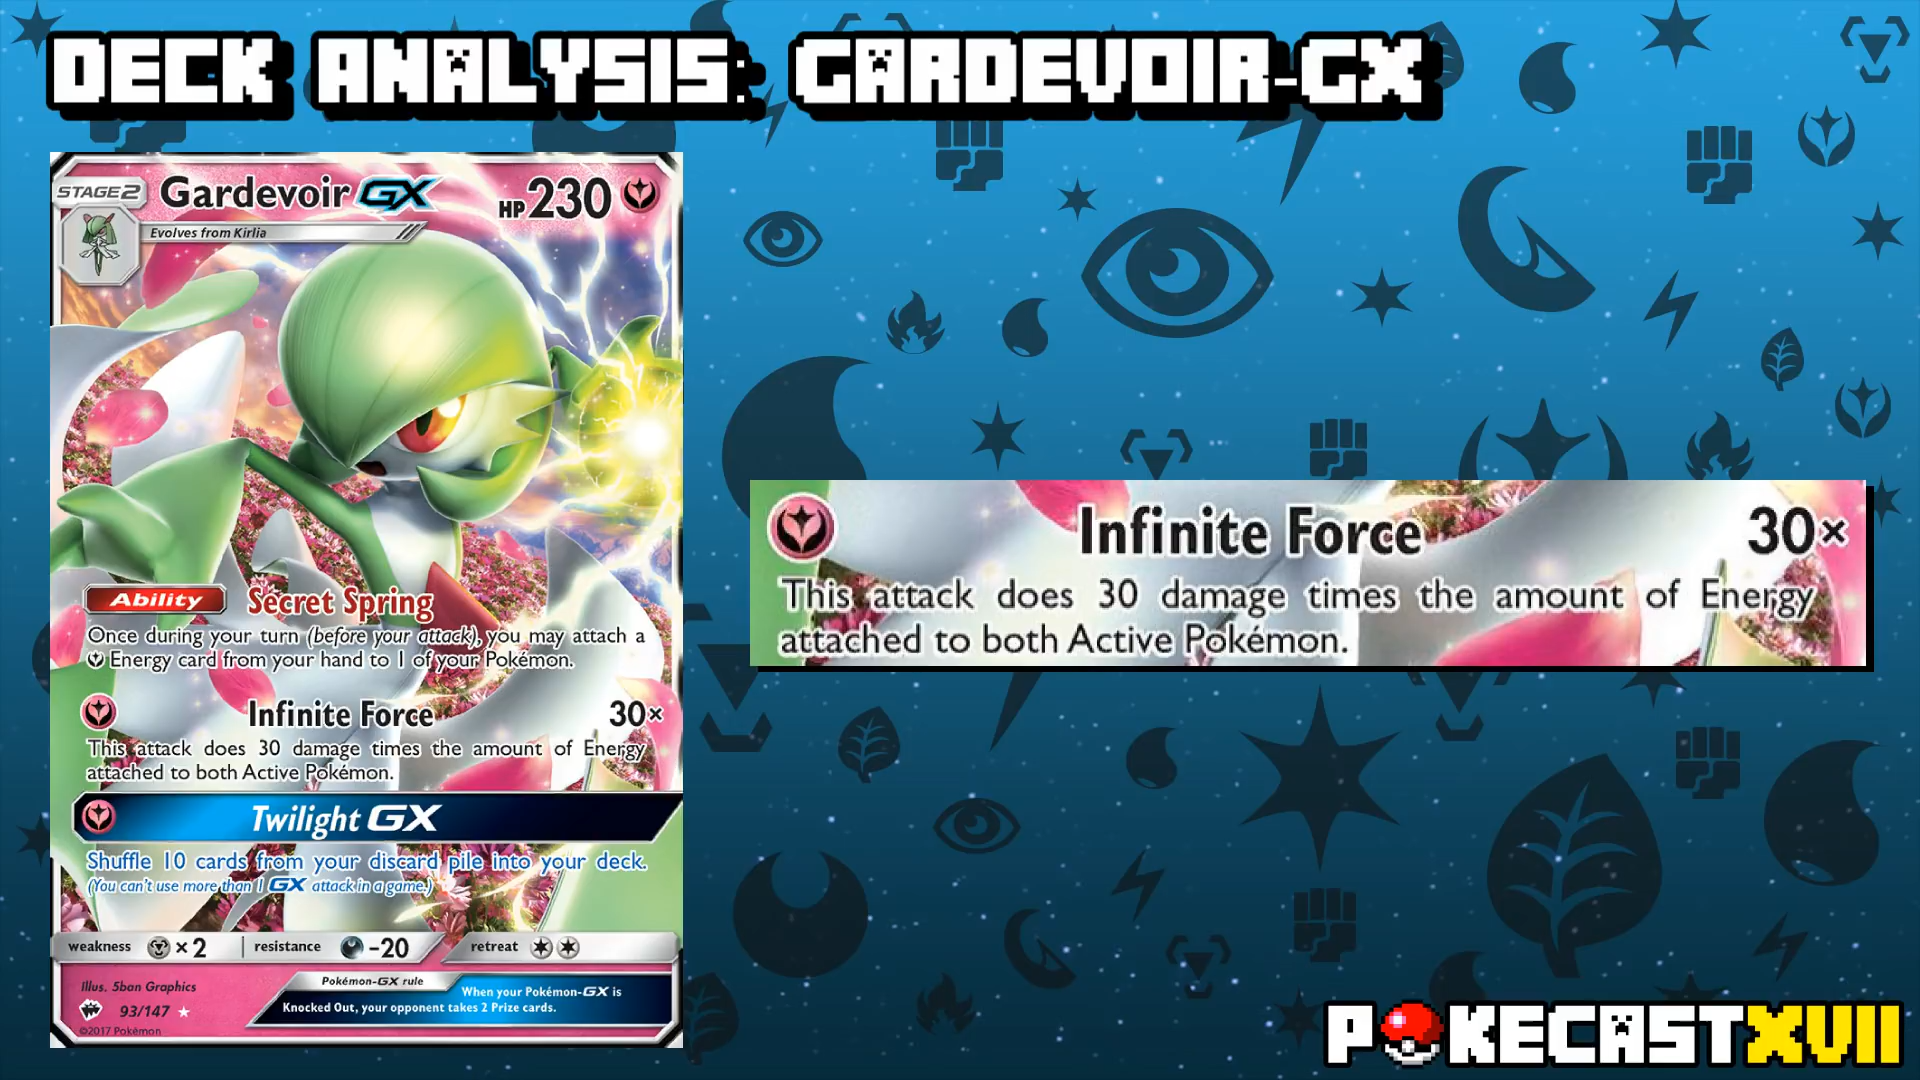 DECK ANALYSIS: GARDEVOIR-GX
STAGE2 Gardevoir GX HP 230
Evolves from Kirlia
Ability Secret Spring
Once during your turn (before your attack), you may attach a
Energy card from your hand to 1 of your Pokémon.
Infinite Force 30×
This attack does 30 damage times the amount of Energy
attached to both Active Pokémon.
Twilight GX
Shuffle 10 cards from your discard pile into your deck.
(You can't use more than 1 GX attack in a game.)
weakness ×2 resistance -20 retreat
Illus. 5ban Graphics
93/147
©2017 Pokémon
Pokémon-GX rule
When your Pokémon-GX is
Knocked Out, your opponent takes 2 Prize cards.
Infinite Force 30×
This attack does 30 damage times the amount of Energy
attached to both Active Pokémon.
POKECASTXVII